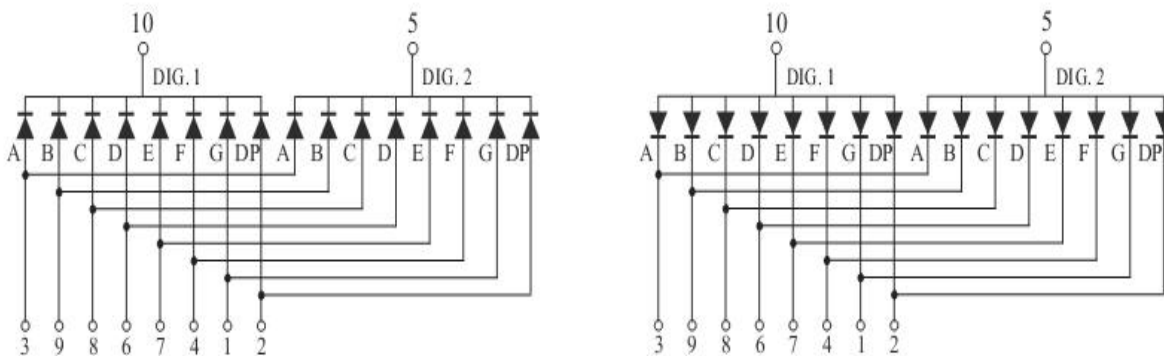 10 5
DIG. 1 DIG. 2
A B C D E F G DP A B C D E F G DP
3 9 8 6 7 4 1 2
10 5
DIG. 1 DIG. 2
A B C D E F G DP A B C D E F G DP
3 9 8 6 7 4 1 2